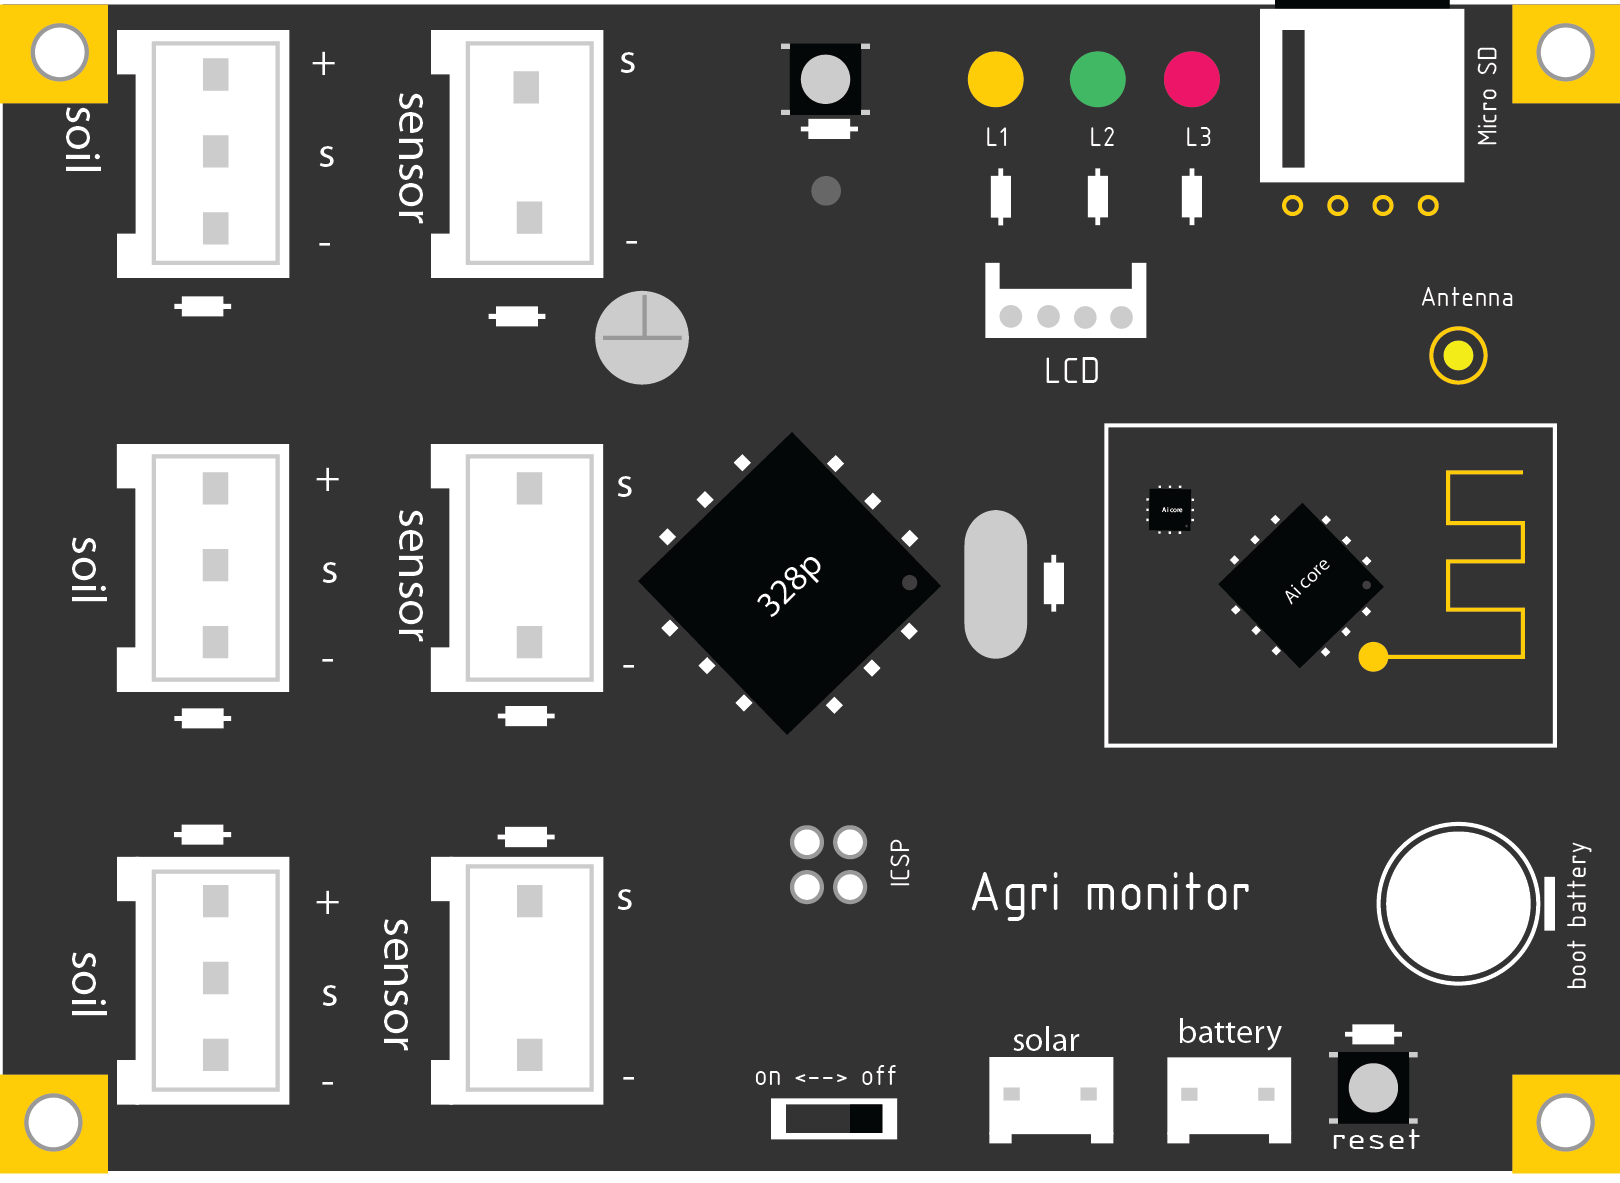 +
s
-
soil
sensor
s
-
L1
L2
L3
Micro SD
LCD
Antenna
+
s
-
soil
sensor
s
-
328p
Ai core
Ai core
+
s
-
soil
sensor
s
-
ICSP
Agri monitor
boot battery
on <--> off
solar
battery
reset